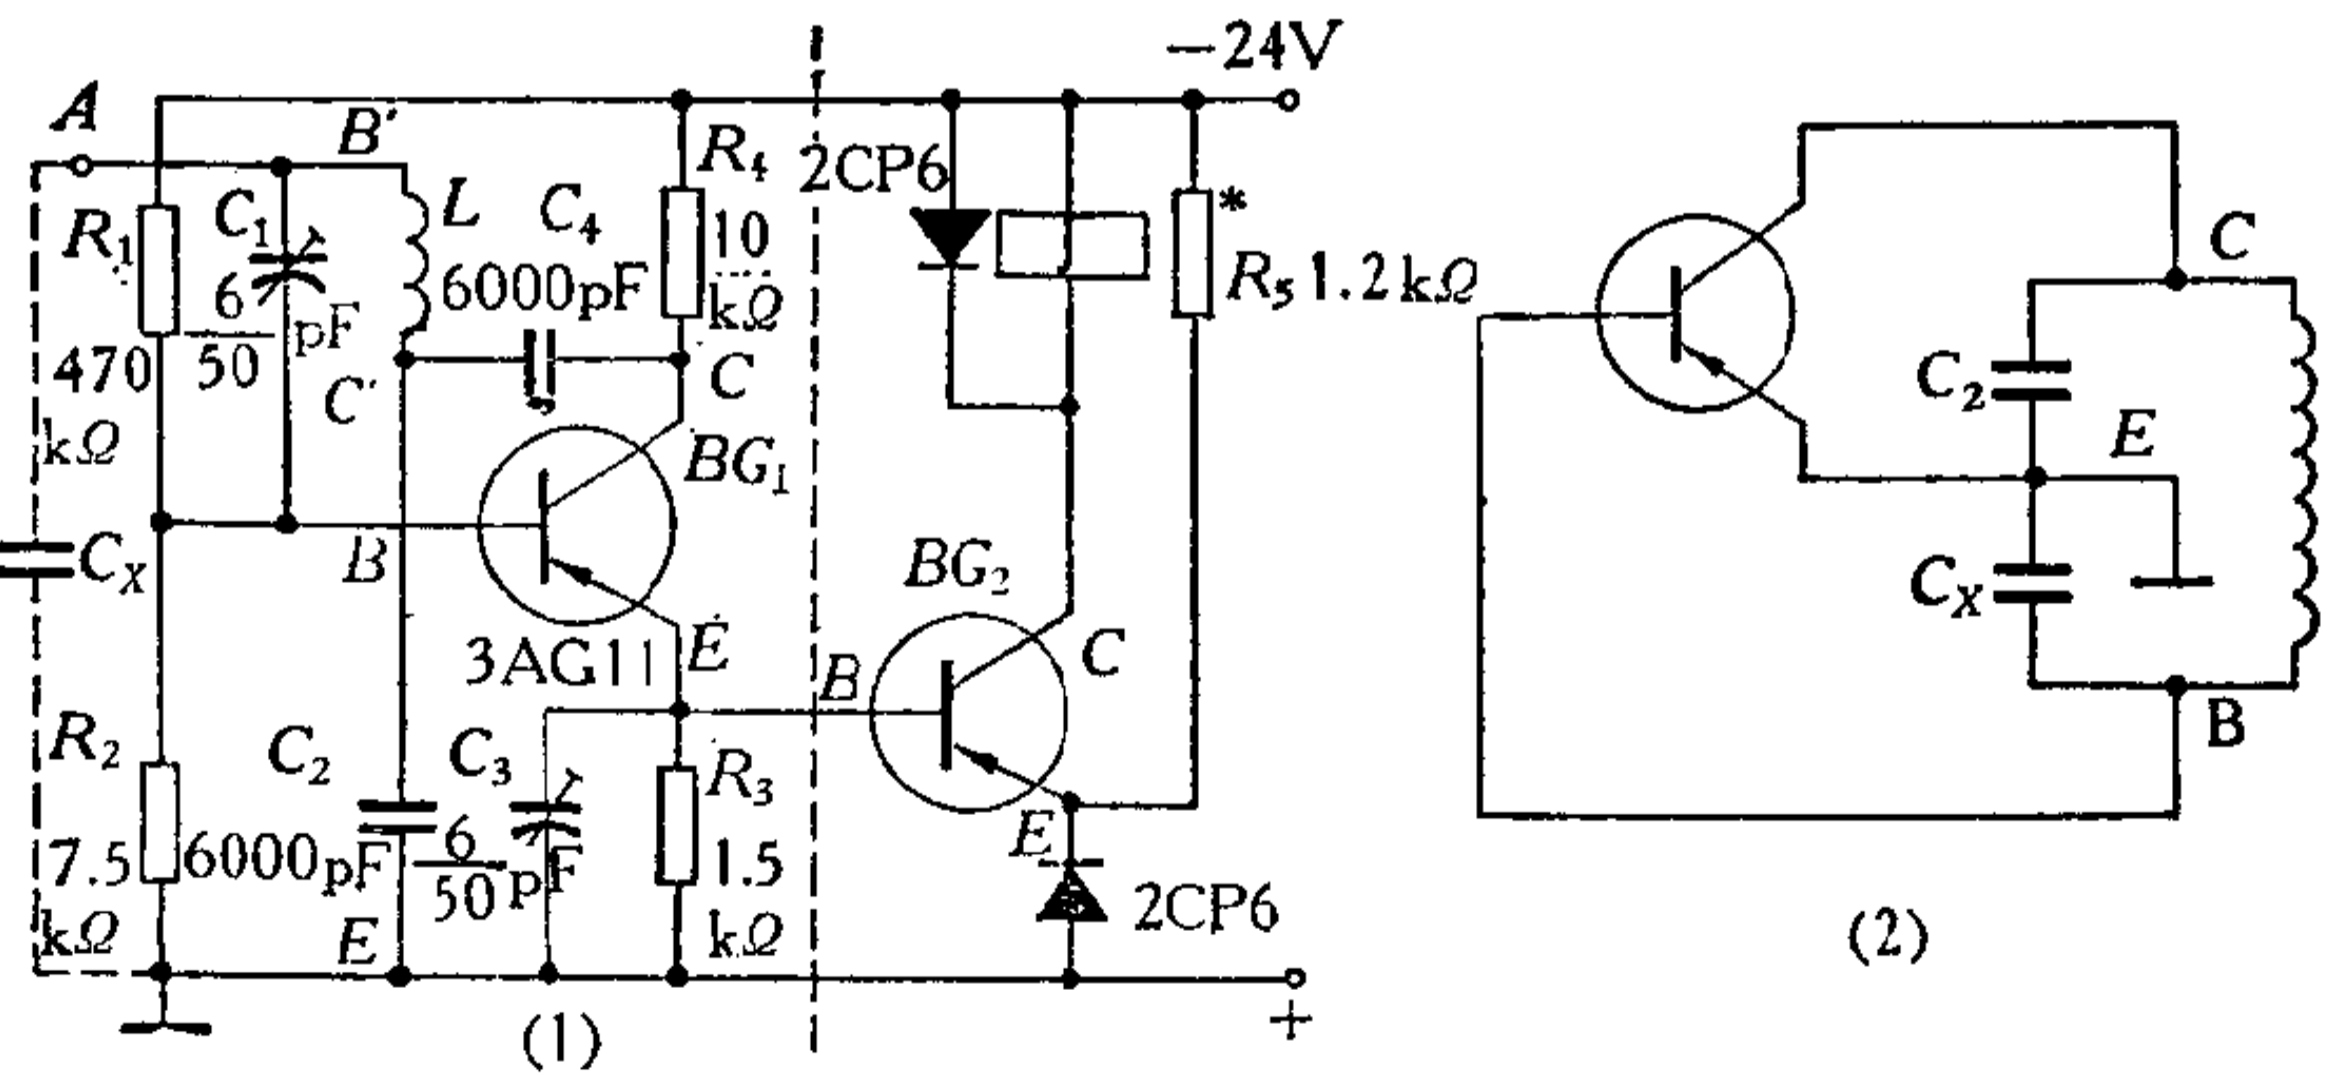 −24V
A
B′
R₁
470
kΩ
C₁
6/50 pF
L
C₄
6000pF
R₄
10
kΩ
2CP6
*
R₅ 1.2kΩ
C′
C
BG₁
B
3AG11
E
Cx
R₂
7.5
kΩ
C₂
6000pF
C₃
6/50 pF
R₃
1.5
kΩ
E
B
BG₂
C
E
2CP6
+
(1)
C
C₂
E
Cx
B
(2)